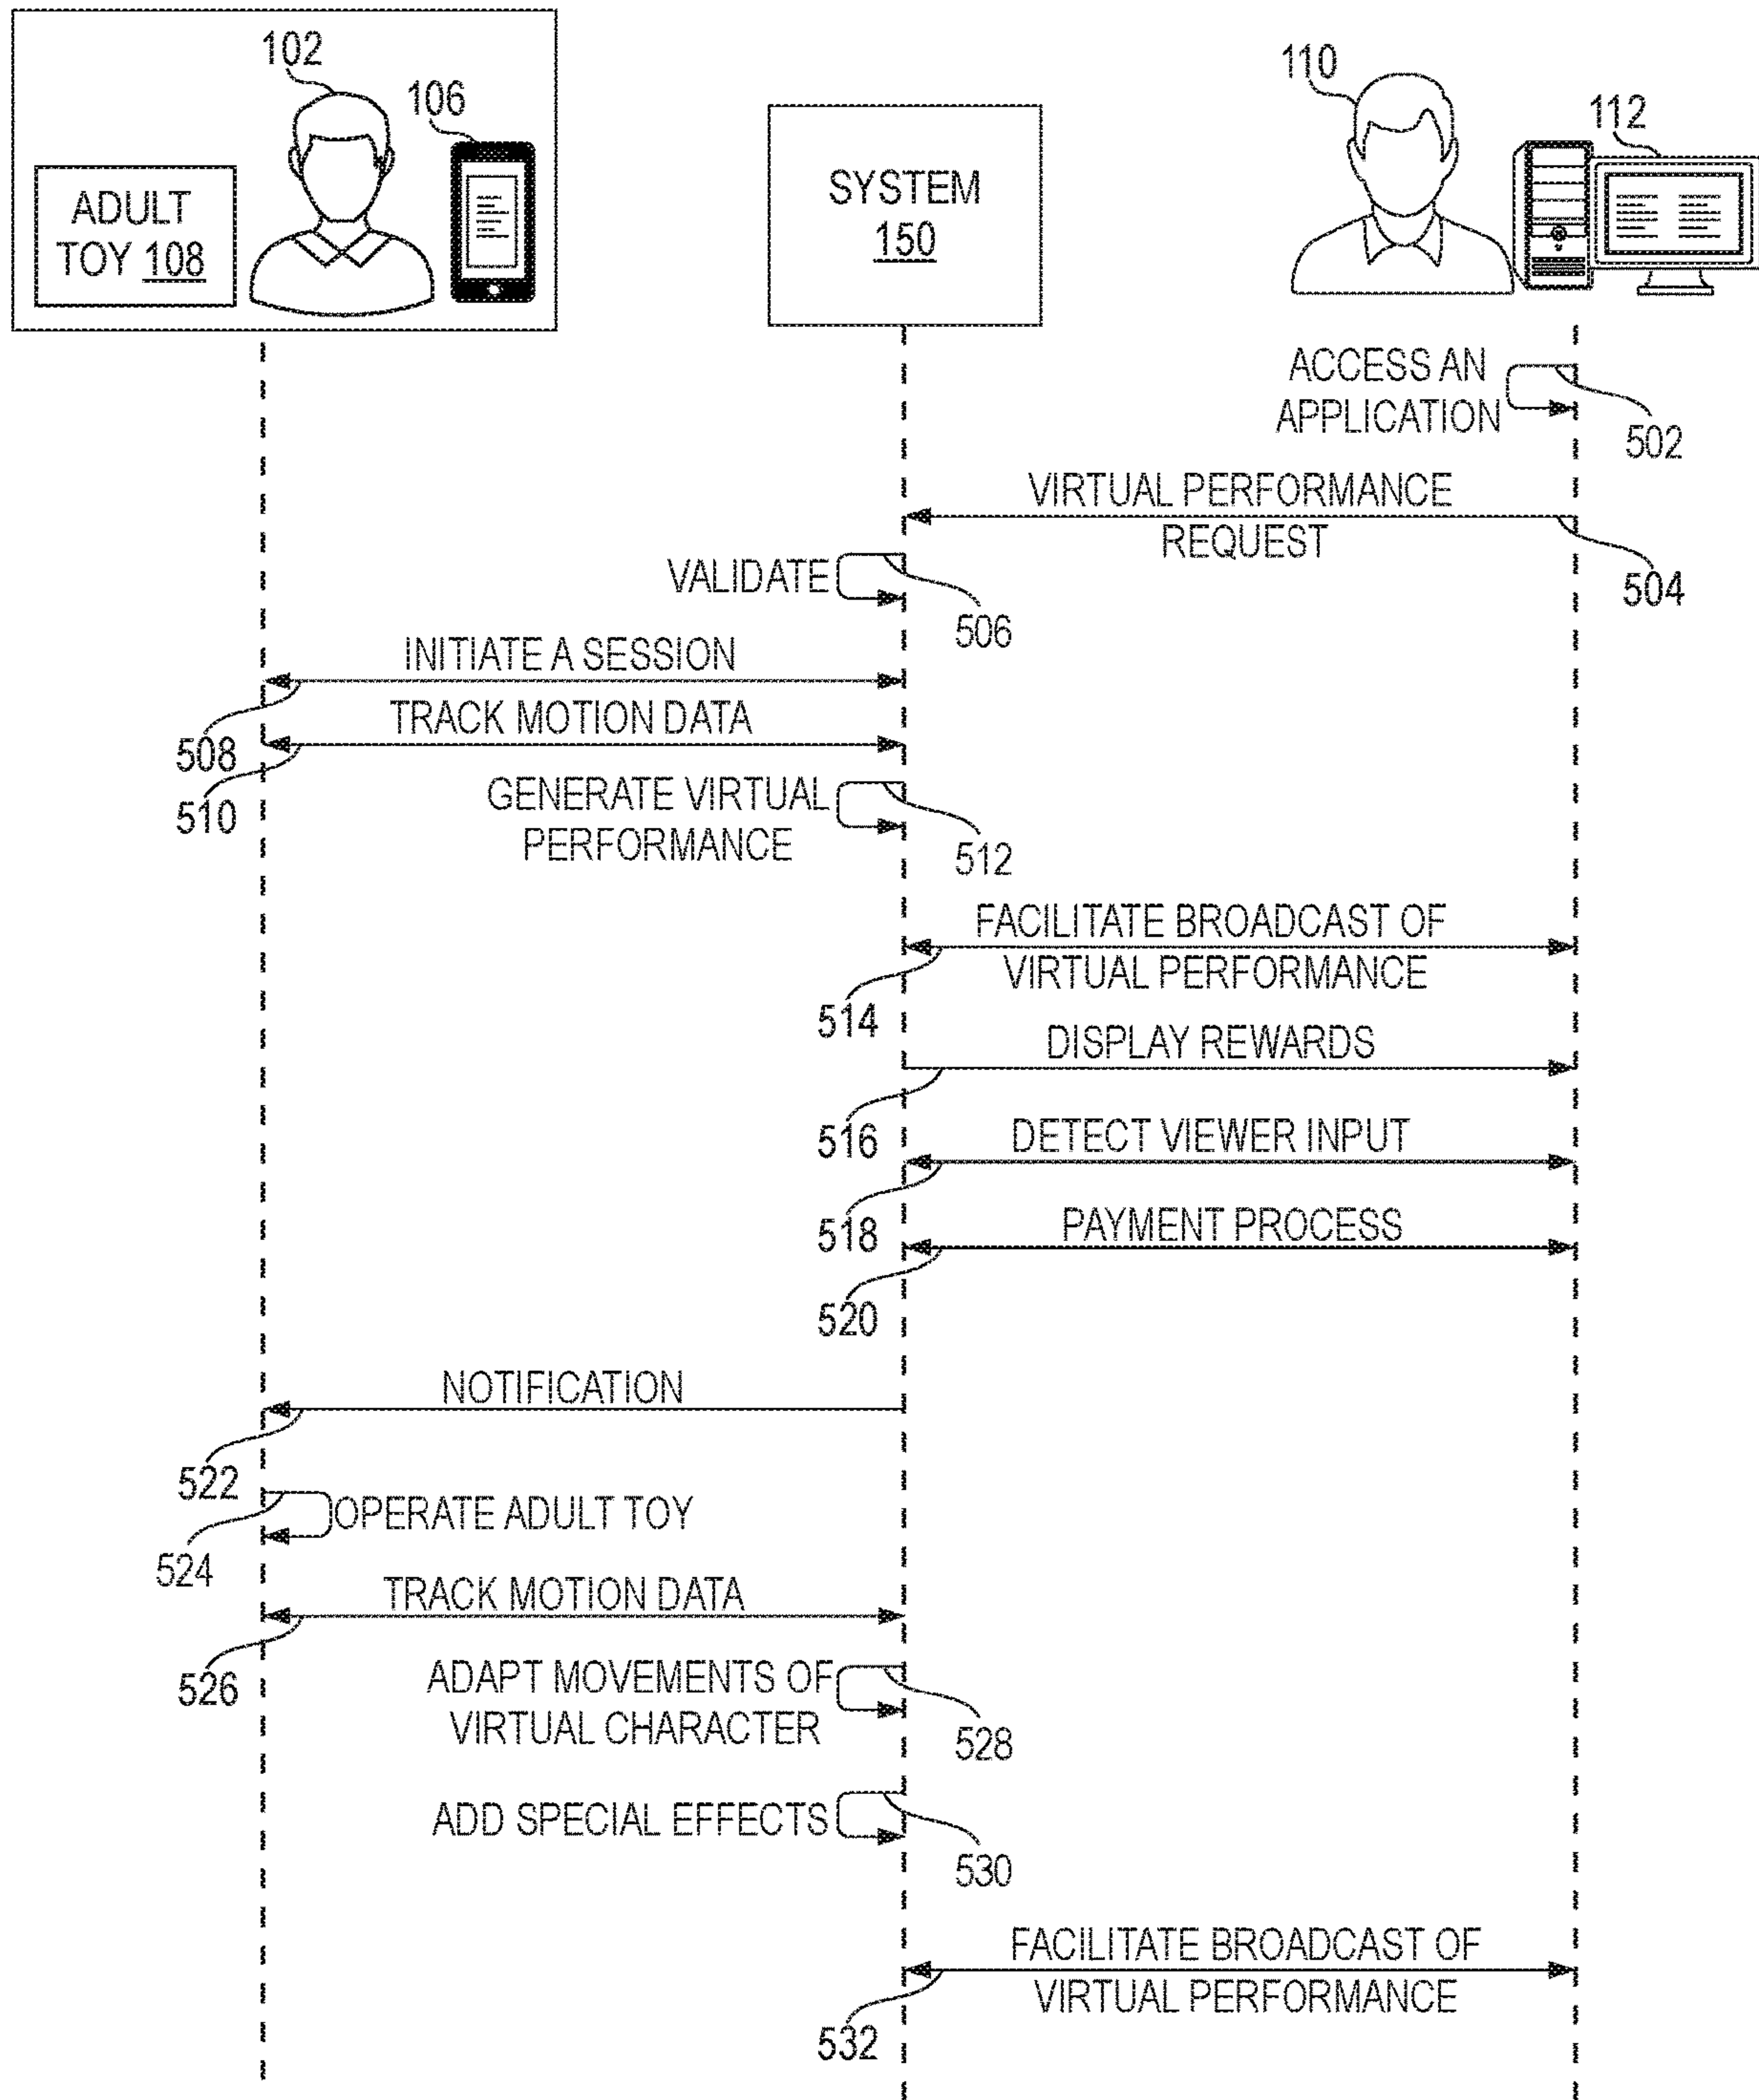 102
106
110
112
ADULT
TOY 108
SYSTEM
150
ACCESS AN
APPLICATION
502
VIRTUAL PERFORMANCE
REQUEST
504
VALIDATE
506
INITIATE A SESSION
508
TRACK MOTION DATA
510
GENERATE VIRTUAL
PERFORMANCE
512
FACILITATE BROADCAST OF
VIRTUAL PERFORMANCE
514
DISPLAY REWARDS
516
DETECT VIEWER INPUT
518
PAYMENT PROCESS
520
NOTIFICATION
522
OPERATE ADULT TOY
524
TRACK MOTION DATA
526
ADAPT MOVEMENTS OF
VIRTUAL CHARACTER
528
ADD SPECIAL EFFECTS
530
FACILITATE BROADCAST OF
VIRTUAL PERFORMANCE
532